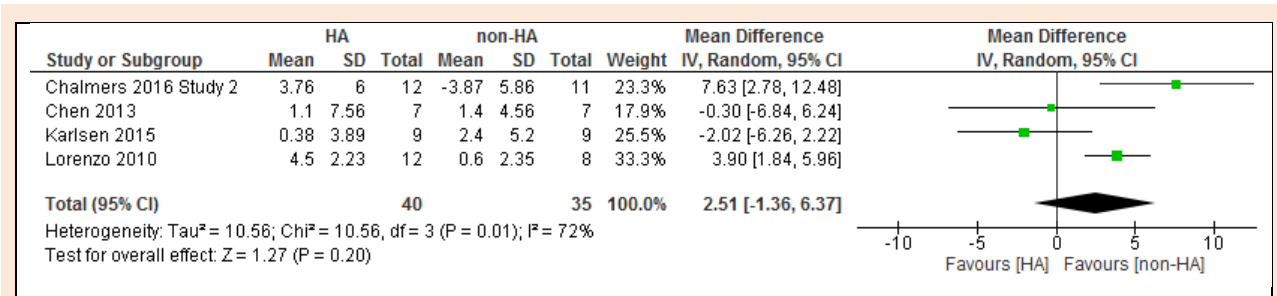 HA non-HA Mean Difference Mean Difference
Study or Subgroup Mean SD Total Mean SD Total Weight IV, Random, 95% CI IV, Random, 95% CI
Chalmers 2016 Study 2 3.76 6 12 -3.87 5.86 11 23.3% 7.63 [2.78, 12.48]
Chen 2013 1.1 7.56 7 1.4 4.56 7 17.9% -0.30 [-6.84, 6.24]
Karlsen 2015 0.38 3.89 9 2.4 5.2 9 25.5% -2.02 [-6.26, 2.22]
Lorenzo 2010 4.5 2.23 12 0.6 2.35 8 33.3% 3.90 [1.84, 5.96]
Total (95% CI) 40 35 100.0% 2.51 [-1.36, 6.37]
Heterogeneity: Tau² = 10.56; Chi² = 10.56, df = 3 (P = 0.01); I² = 72%
Test for overall effect: Z = 1.27 (P = 0.20)
-10 -5 0 5 10
Favours [HA] Favours [non-HA]